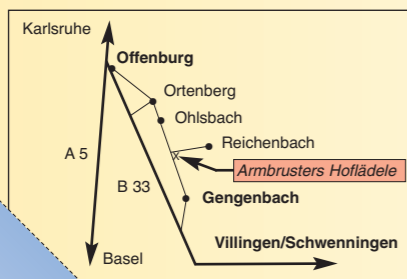 Karlsruhe
Offenburg
Ortenberg
Ohlsbach
Reichenbach
A 5
x
Armbrusters Hoflädele
B 33
Gengenbach
Villingen/Schwenningen
Basel